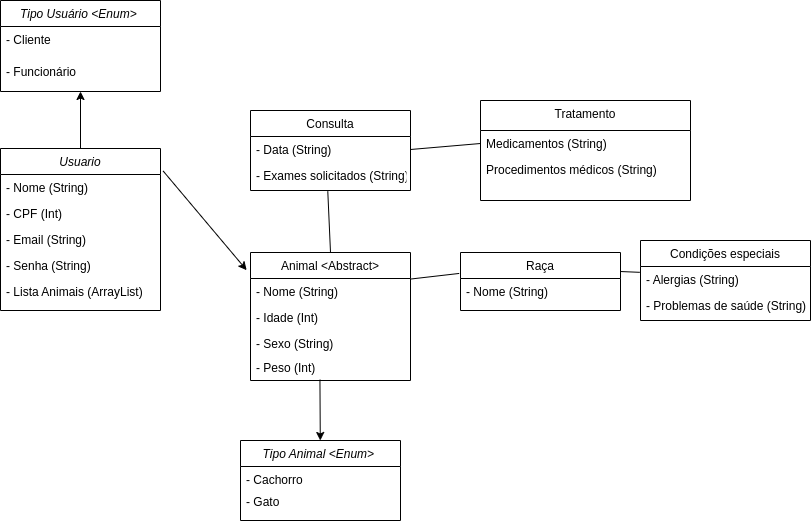 Tipo Usuário <Enum>
- Cliente
- Funcionário
Usuario
- Nome (String)
- CPF (Int)
- Email (String)
- Senha (String)
- Lista Animais (ArrayList)
Consulta
- Data (String)
- Exames solicitados (String)
Tratamento
Medicamentos (String)
Procedimentos médicos (String)
Animal <Abstract>
- Nome (String)
- Idade (Int)
- Sexo (String)
- Peso (Int)
Raça
- Nome (String)
Condições especiais
- Alergias (String)
- Problemas de saúde (String)
Tipo Animal <Enum>
- Cachorro
- Gato